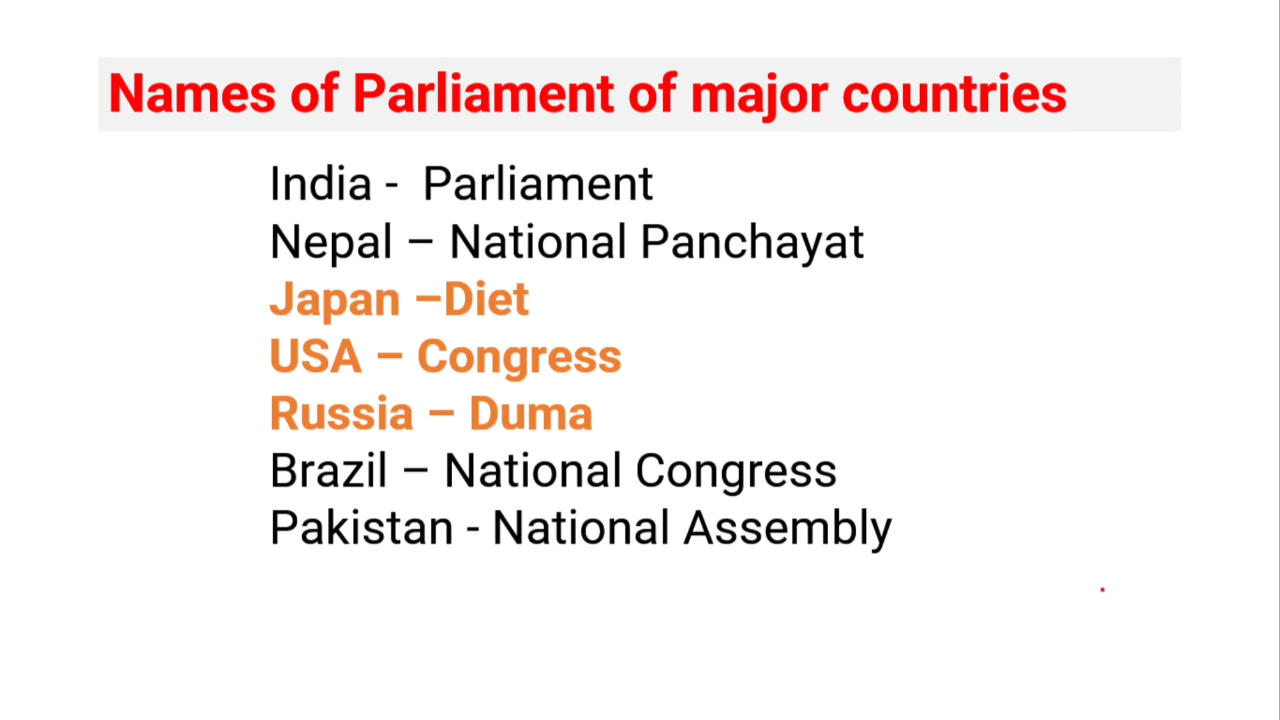 Names of Parliament of major countries
India -  Parliament
Nepal – National Panchayat
Japan –Diet
USA – Congress
Russia – Duma
Brazil – National Congress
Pakistan - National Assembly